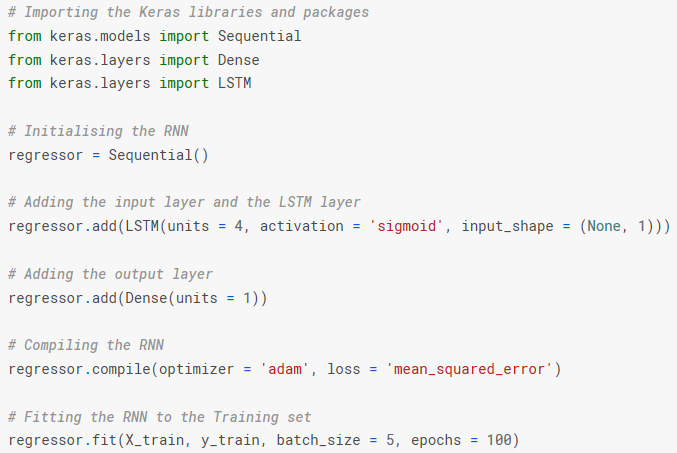 # Importing the Keras libraries and packages
from keras.models import Sequential
from keras.layers import Dense
from keras.layers import LSTM
# Initialising the RNN
regressor = Sequential()
# Adding the input layer and the LSTM layer
regressor.add(LSTM(units = 4, activation = 'sigmoid', input_shape = (None, 1)))
# Adding the output layer
regressor.add(Dense(units = 1))
# Compiling the RNN
regressor.compile(optimizer = 'adam', loss = 'mean_squared_error')
# Fitting the RNN to the Training set
regressor.fit(X_train, y_train, batch_size = 5, epochs = 100)